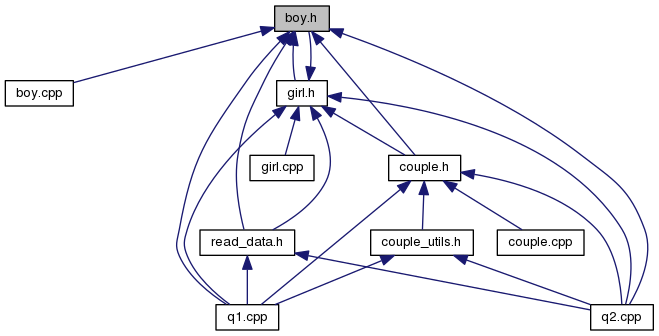 boy.h
boy.cpp
girl.h
girl.cpp
couple.h
read_data.h
couple_utils.h
couple.cpp
q1.cpp
q2.cpp